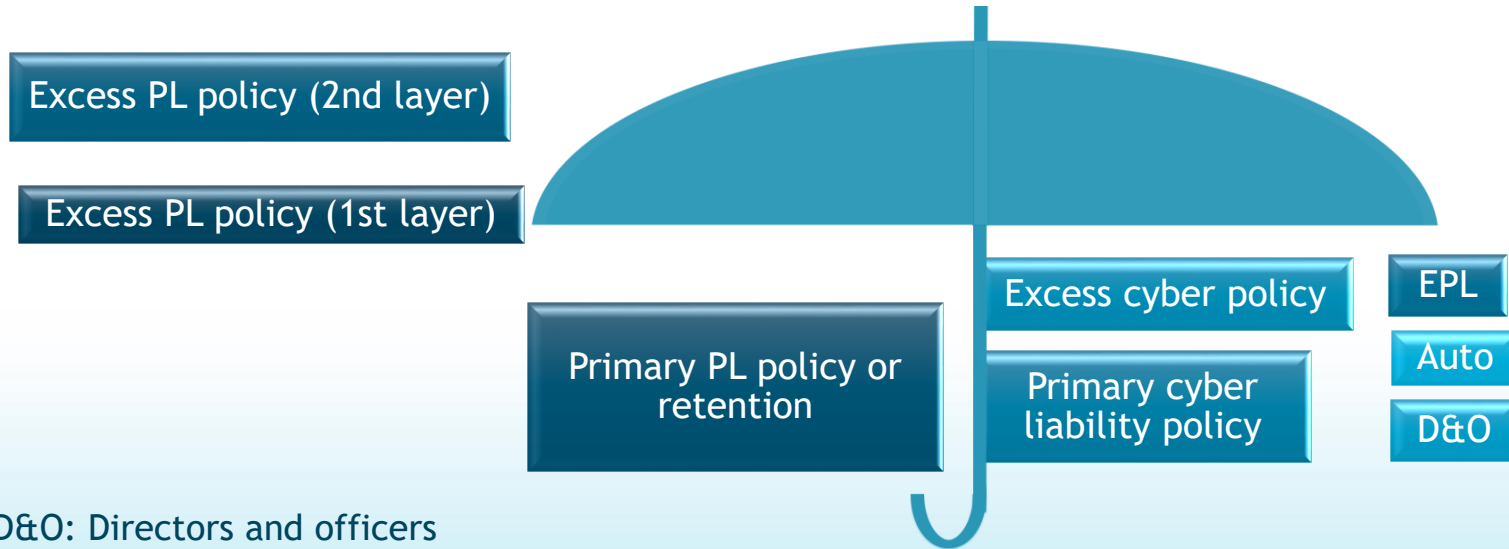 Excess PL policy (2nd layer)
Excess PL policy (1st layer)
Excess cyber policy
EPL
Primary PL policy or
retention
Primary cyber
liability policy
Auto
D&O
D&O: Directors and officers